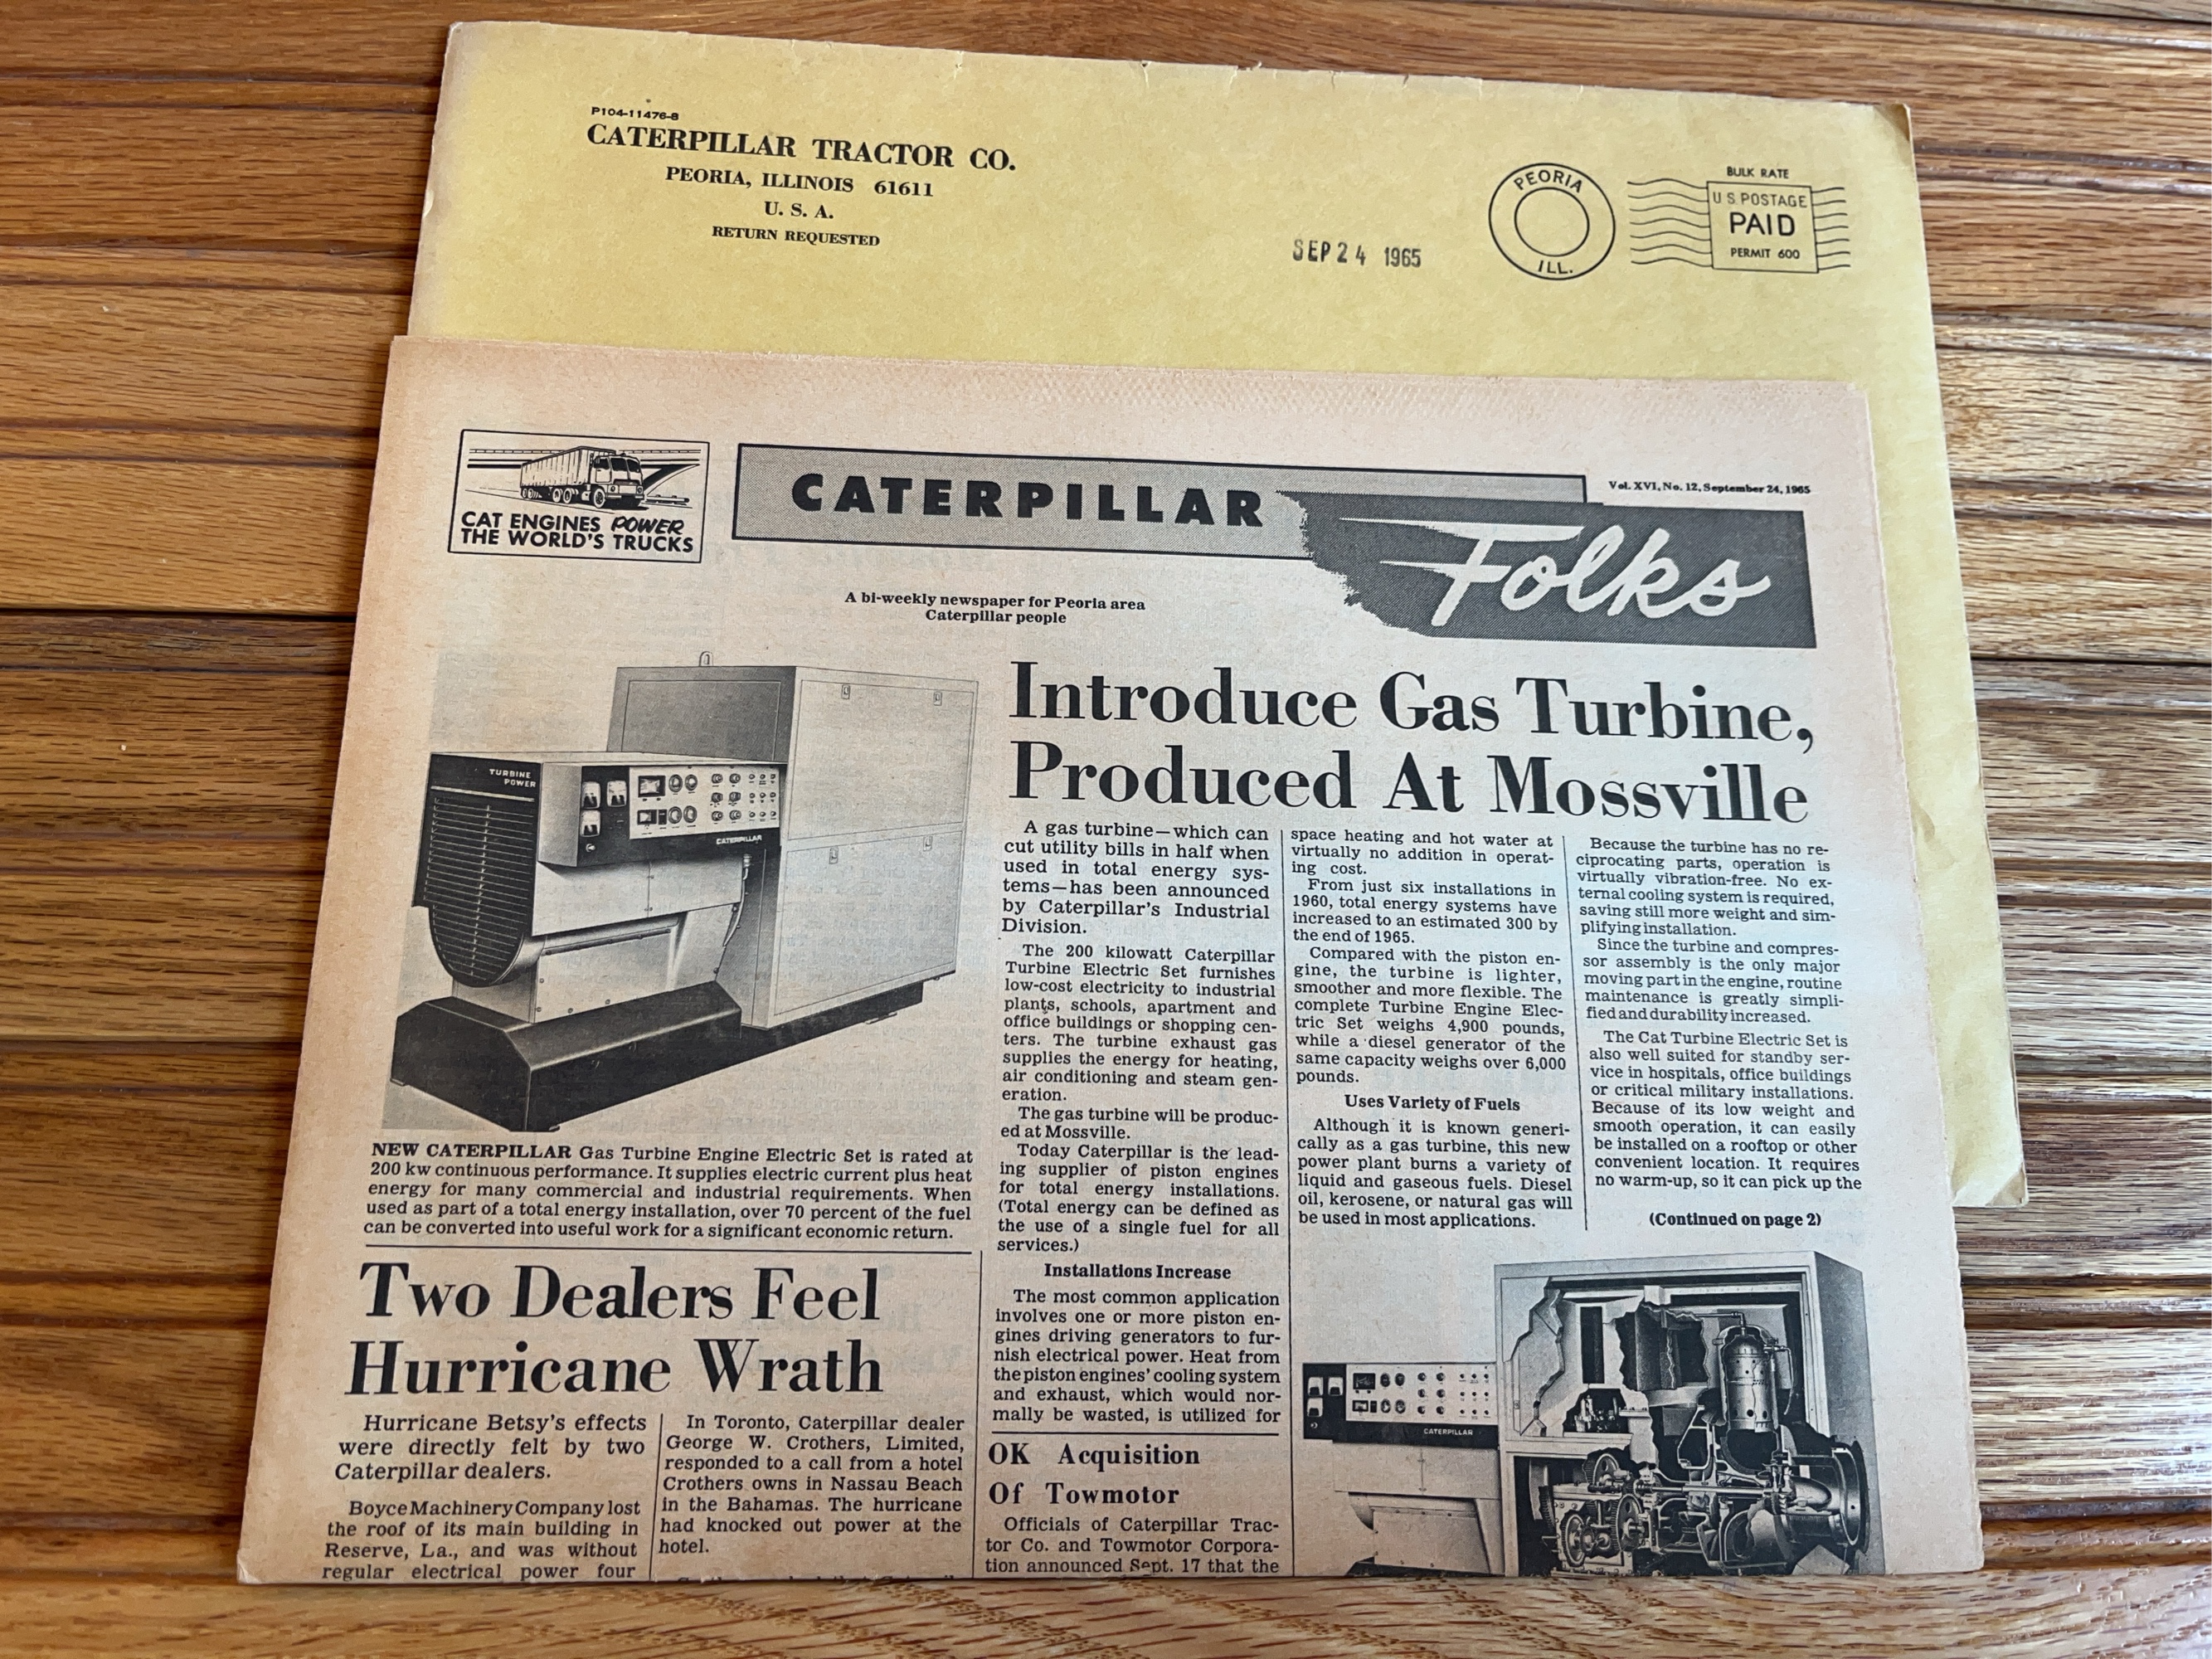 P104-11476-8
CATERPILLAR TRACTOR CO.
PEORIA, ILLINOIS 61611
U. S. A.
RETURN REQUESTED
SEP 24 1965
PEORIA
ILL.
BULK RATE
U S POSTAGE
PAID
PERMIT 600
CAT ENGINES POWER
THE WORLD'S TRUCKS
CATERPILLAR
Folks
Vol. XVI, No. 12, September 24, 1965
A bi-weekly newspaper for Peoria area
Caterpillar people
TURBINE
POWER
CATERPILLAR
NEW CATERPILLAR Gas Turbine Engine Electric Set is rated at
200 kw continuous performance. It supplies electric current plus heat
energy for many commercial and industrial requirements. When
used as part of a total energy installation, over 70 percent of the fuel
can be converted into useful work for a significant economic return.
Introduce Gas Turbine,
Produced At Mossville
A gas turbine—which can
cut utility bills in half when
used in total energy sys-
tems—has been announced
by Caterpillar's Industrial
Division.
The 200 kilowatt Caterpillar
Turbine Electric Set furnishes
low-cost electricity to industrial
plants, schools, apartment and
office buildings or shopping cen-
ters. The turbine exhaust gas
supplies the energy for heating,
air conditioning and steam gen-
eration.
The gas turbine will be produc-
ed at Mossville.
Today Caterpillar is the lead-
ing supplier of piston engines
for total energy installations.
(Total energy can be defined as
the use of a single fuel for all
services.)
Installations Increase
The most common application
involves one or more piston en-
gines driving generators to fur-
nish electrical power. Heat from
the piston engines' cooling system
and exhaust, which would nor-
mally be wasted, is utilized for
space heating and hot water at
virtually no addition in operat-
ing cost.
From just six installations in
1960, total energy systems have
increased to an estimated 300 by
the end of 1965.
Compared with the piston en-
gine, the turbine is lighter,
smoother and more flexible. The
complete Turbine Engine Elec-
tric Set weighs 4,900 pounds,
while a diesel generator of the
same capacity weighs over 6,000
pounds.
Uses Variety of Fuels
Although it is known generi-
cally as a gas turbine, this new
power plant burns a variety of
liquid and gaseous fuels. Diesel
oil, kerosene, or natural gas will
be used in most applications.
Because the turbine has no re-
ciprocating parts, operation is
virtually vibration-free. No ex-
ternal cooling system is required,
saving still more weight and sim-
plifying installation.
Since the turbine and compres-
sor assembly is the only major
moving part in the engine, routine
maintenance is greatly simpli-
fied and durability increased.
The Cat Turbine Electric Set is
also well suited for standby ser-
vice in hospitals, office buildings
or critical military installations.
Because of its low weight and
smooth operation, it can easily
be installed on a rooftop or other
convenient location. It requires
no warm-up, so it can pick up the
(Continued on page 2)
CATERPILLAR
Two Dealers Feel
Hurricane Wrath
Hurricane Betsy's effects
were directly felt by two
Caterpillar dealers.
Boyce Machinery Company lost
the roof of its main building in
Reserve, La., and was without
regular electrical power four
In Toronto, Caterpillar dealer
George W. Crothers, Limited,
responded to a call from a hotel
Crothers owns in Nassau Beach
in the Bahamas. The hurricane
had knocked out power at the
hotel.
OK Acquisition
Of Towmotor
Officials of Caterpillar Trac-
tor Co. and Towmotor Corpora-
tion announced Sept. 17 that the